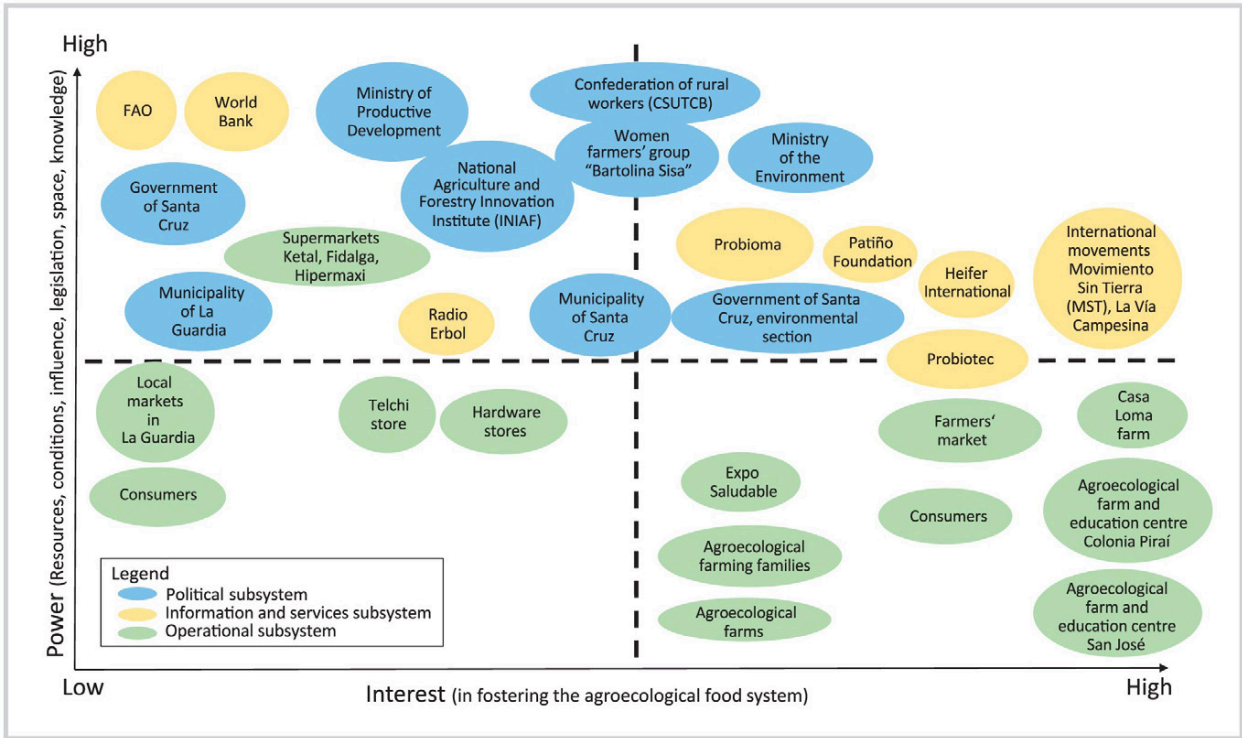 High
Power (Resources, conditions, influence, legislation, space, knowledge)
FAO
World
Bank
Ministry of
Productive
Development
Confederation of rural
workers (CSUTCB)
Women
farmers’ group
“Bartolina Sisa”
Ministry
of the
Environment
Government
of Santa
Cruz
National
Agriculture and
Forestry Innovation
Institute (INIAF)
Supermarkets
Ketal, Fidalga,
Hipermaxi
Probioma
Patiño
Foundation
Heifer
International
International
movements
Movimiento
Sin Tierra
(MST), La Vía
Campesina
Municipality
of La
Guardia
Radio
Erbol
Municipality
of Santa
Cruz
Government of Santa
Cruz, environmental
section
Probiotec
Local
markets
in
La Guardia
Telchi
store
Hardware
stores
Farmers‘
market
Casa
Loma
farm
Consumers
Expo
Saludable
Consumers
Agroecological
farm and
education centre
Colonia Piraí
Agroecological
farming families
Agroecological
farms
Agroecological
farm and
education centre
San José
Legend
Political subsystem
Information and services subsystem
Operational subsystem
Low
Interest (in fostering the agroecological food system)
High